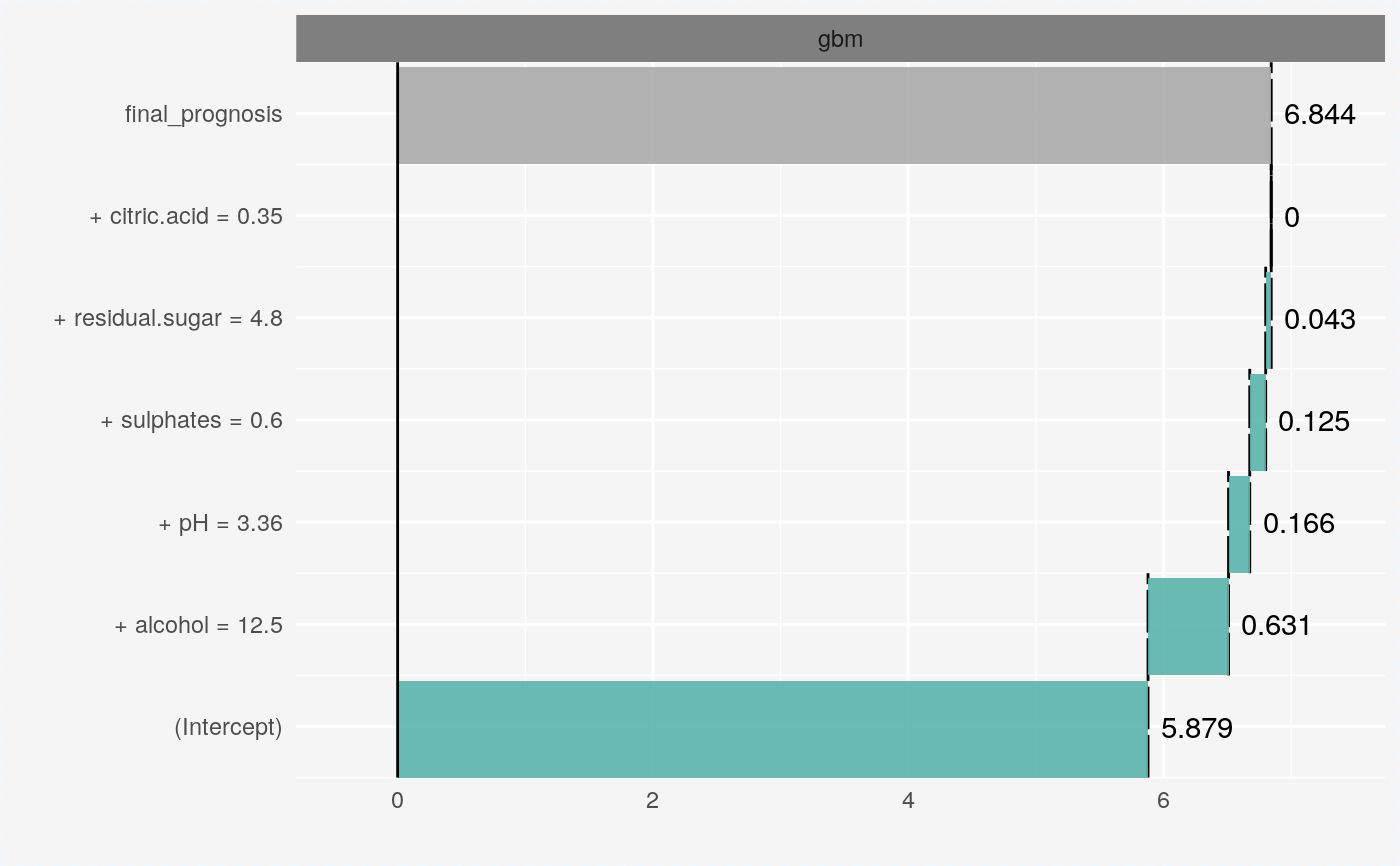 gbm
final_prognosis
6.844
+ citric.acid = 0.35
0
+ residual.sugar = 4.8
0.043
+ sulphates = 0.6
0.125
+ pH = 3.36
0.166
+ alcohol = 12.5
0.631
(Intercept)
5.879
0 2 4 6